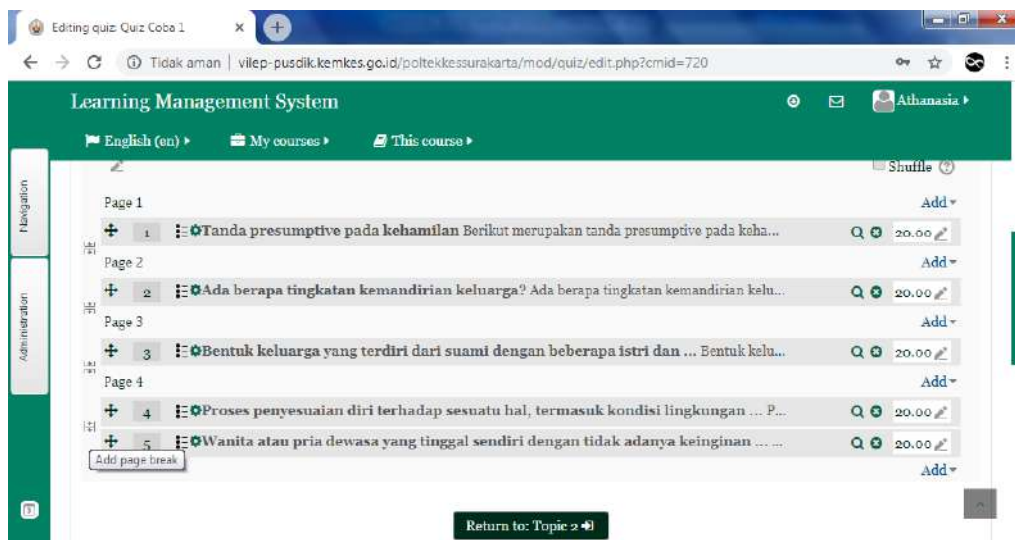 Editing quiz: Quiz Coba 1
Tidak aman | vilep-pusdik.kemkes.go.id/poltekkessurakarta/mod/quiz/edit.php?cmid=720
Learning Management System
Athanasia
English (en) My courses This course
Navigation
Administration
Shuffle
Page 1 Add
1 Tanda presumptive pada kehamilan Berikut merupakan tanda presumptive pada keha... 20.00
Page 2 Add
2 Ada berapa tingkatan kemandirian keluarga? Ada berapa tingkatan kemandirian kelu... 20.00
Page 3 Add
3 Bentuk keluarga yang terdiri dari suami dengan beberapa istri dan ... Bentuk kelu... 20.00
Page 4 Add
4 Proses penyesuaian diri terhadap sesuatu hal, termasuk kondisi lingkungan ... P... 20.00
5 Wanita atau pria dewasa yang tinggal sendiri dengan tidak adanya keinginan ... ... 20.00
Add page break
Add
Return to: Topic 2